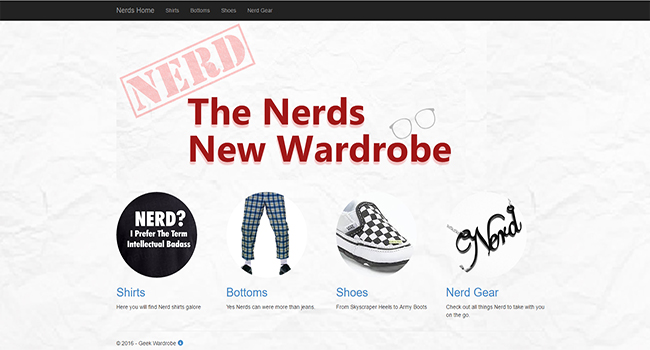 Nerds Home Shirts Bottoms Shoes Nerd Gear
NERD
The Nerds
New Wardrobe
NERD?
I Prefer The Term
Intellectual Badass
Nerd
Shirts Bottoms Shoes Nerd Gear
Here you will find Nerd shirts galore
Yes Nerds can were more than jeans.
From Skyscraper Heels to Army Boots
Check out all things Nerd to take with you
on the go.
© 2016 - Geek Wardrobe